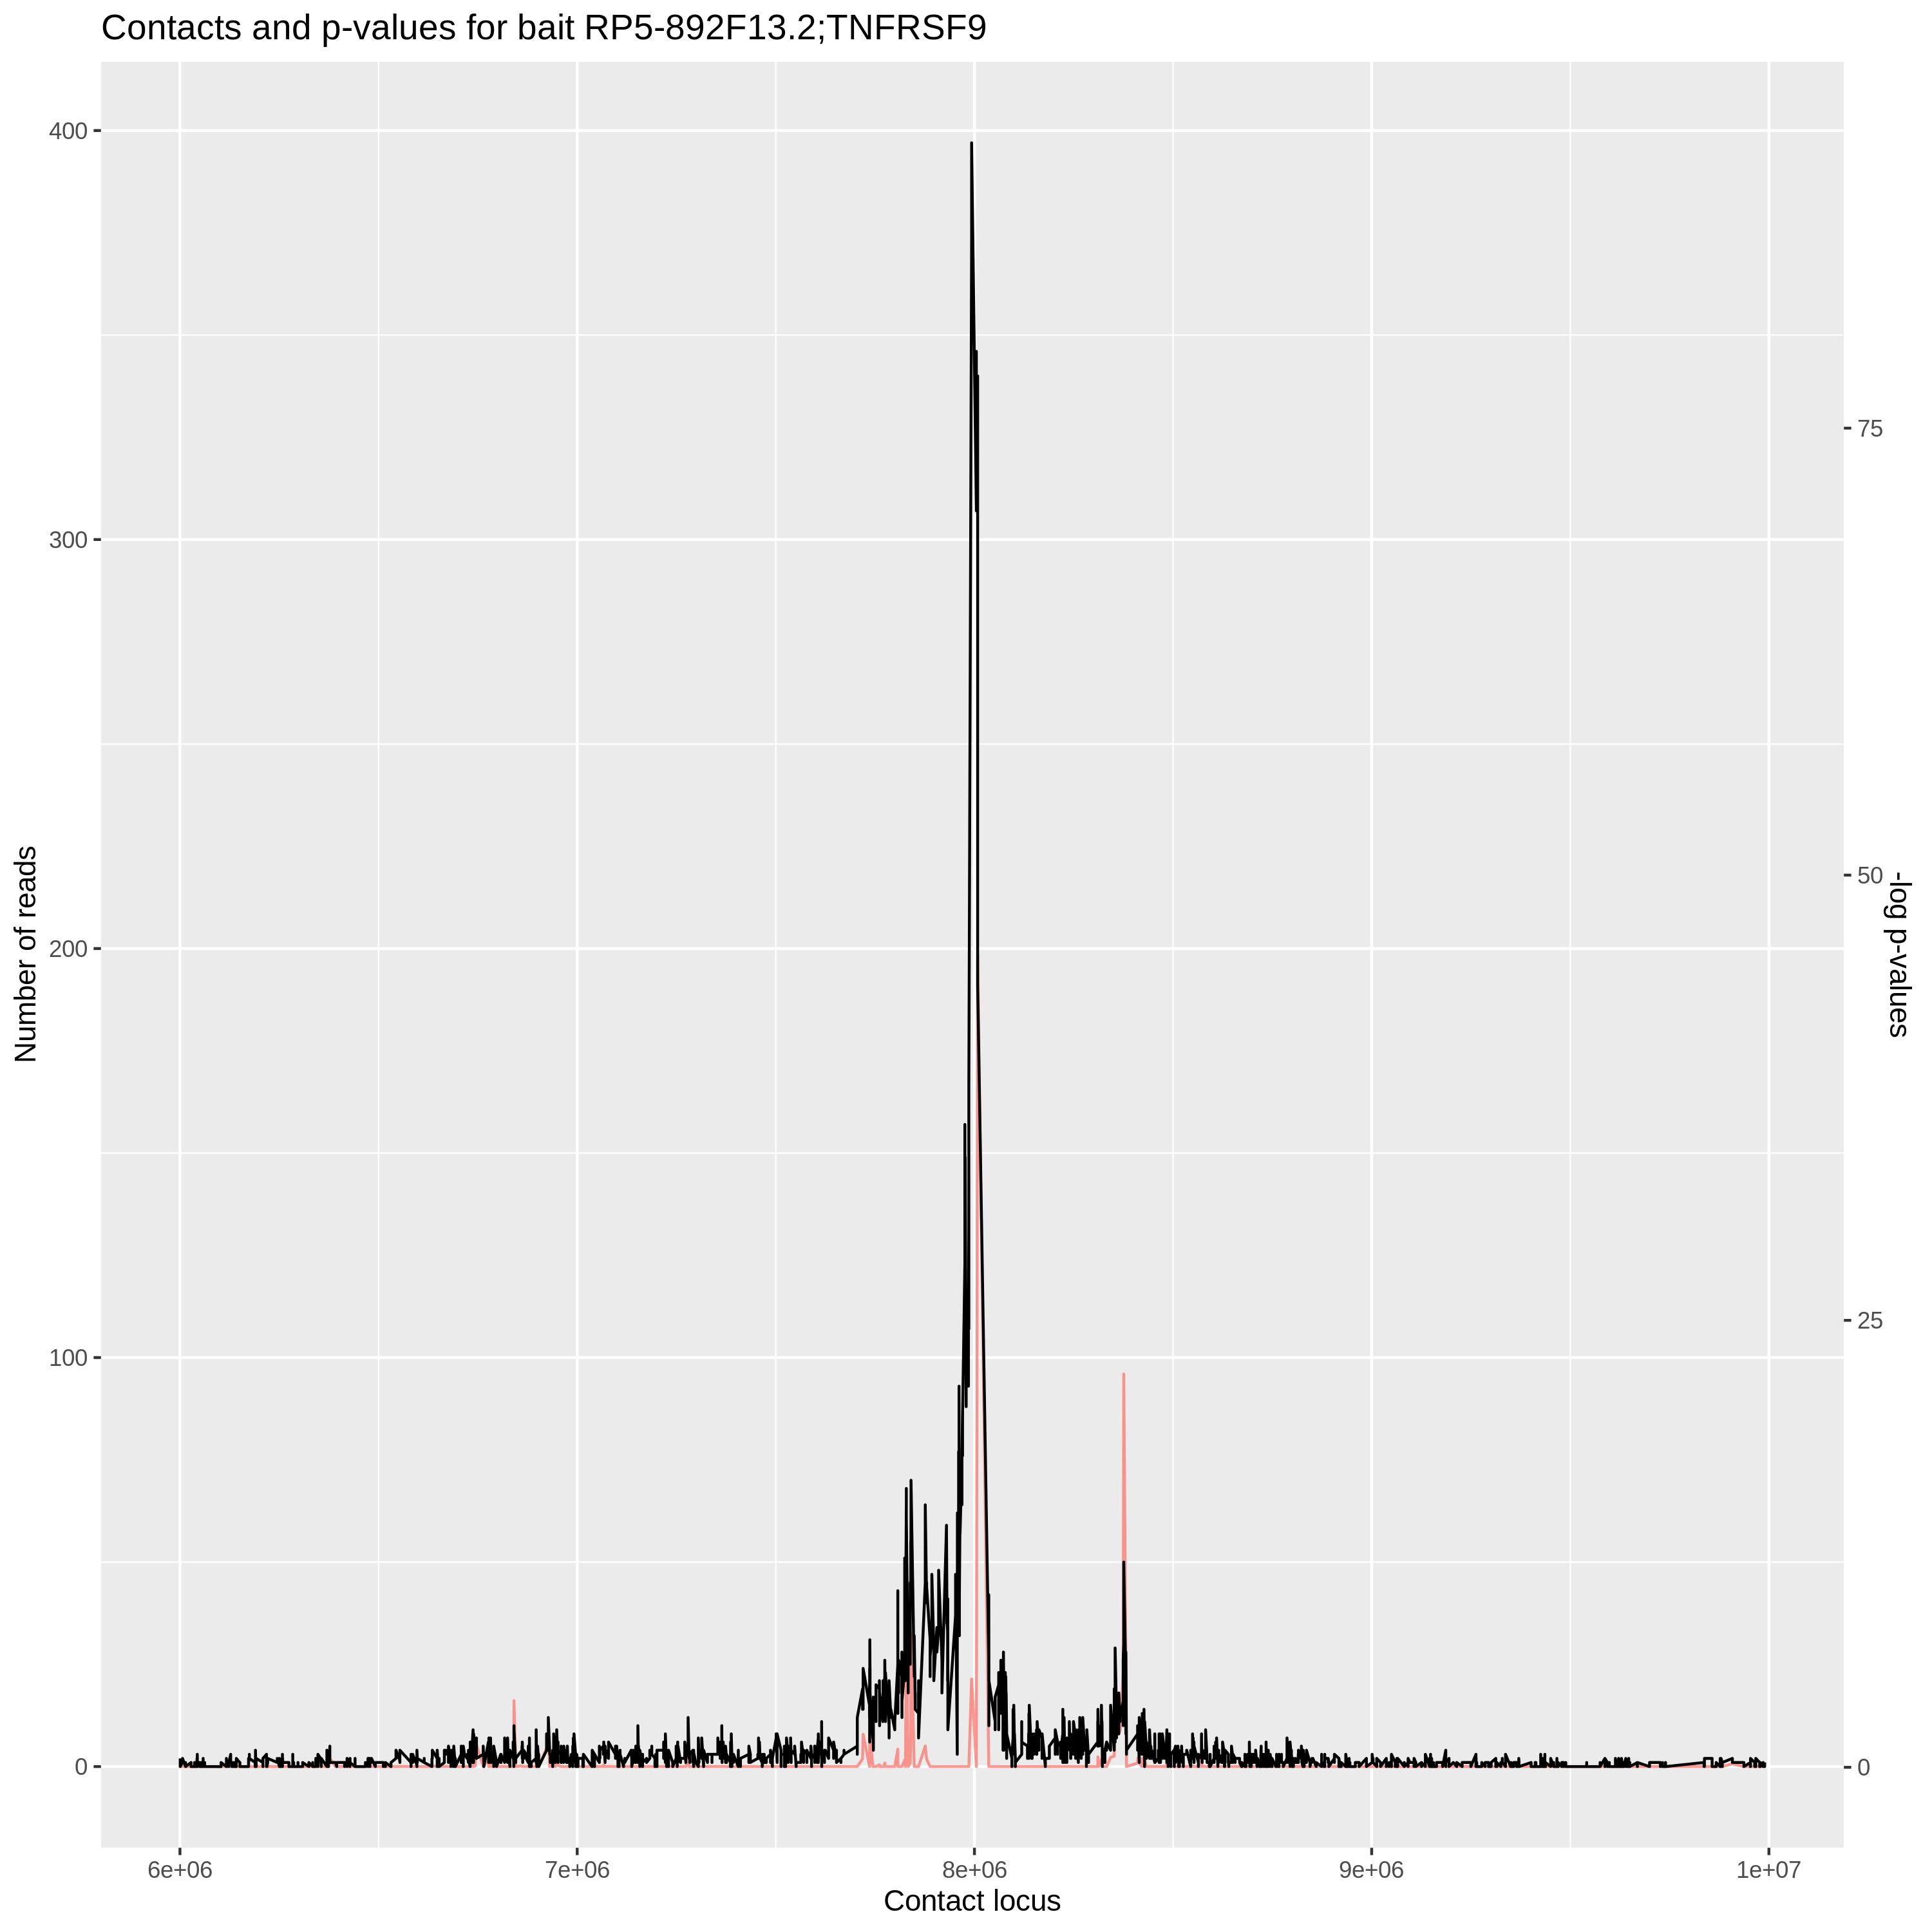 Contacts and p-values for bait RP5-892F13.2;TNFRSF9
400
300
200
100
0
Number of reads
75
50
25
0
-log p-values
6e+06 7e+06 8e+06 9e+06 1e+07
Contact locus